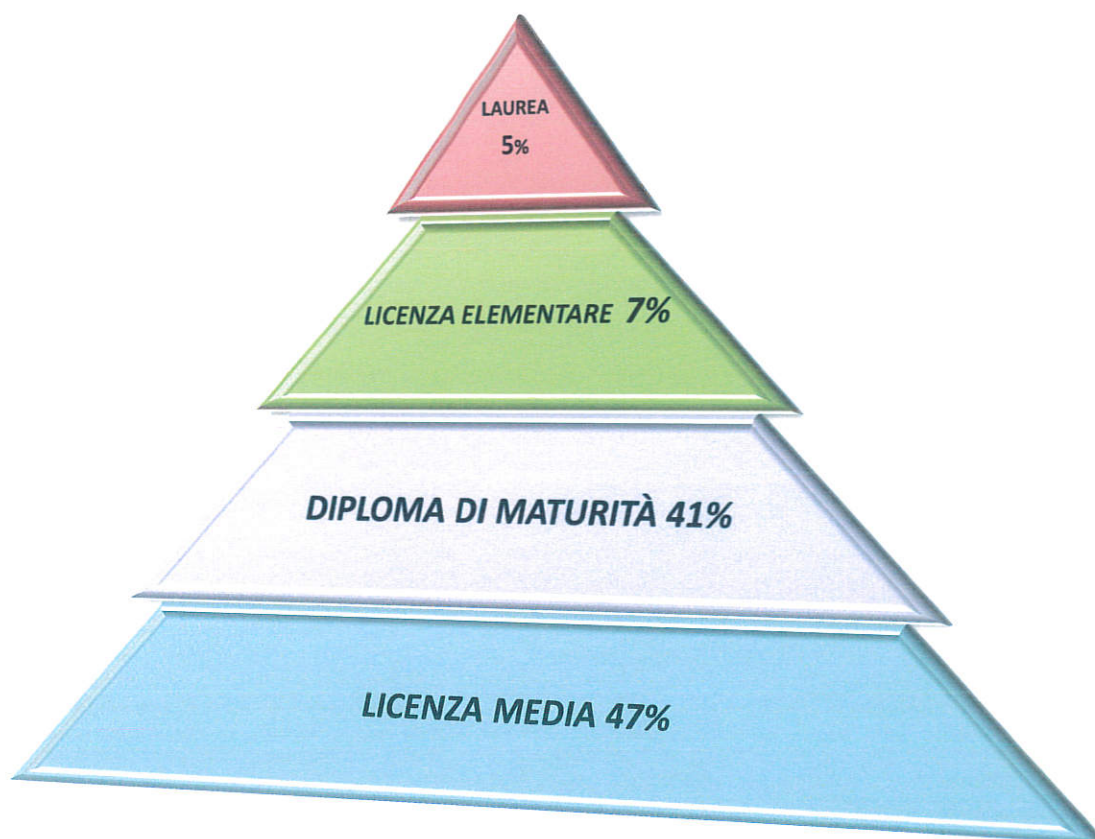 LAUREA
5%
LICENZA ELEMENTARE 7%
DIPLOMA DI MATURITÀ 41%
LICENZA MEDIA 47%